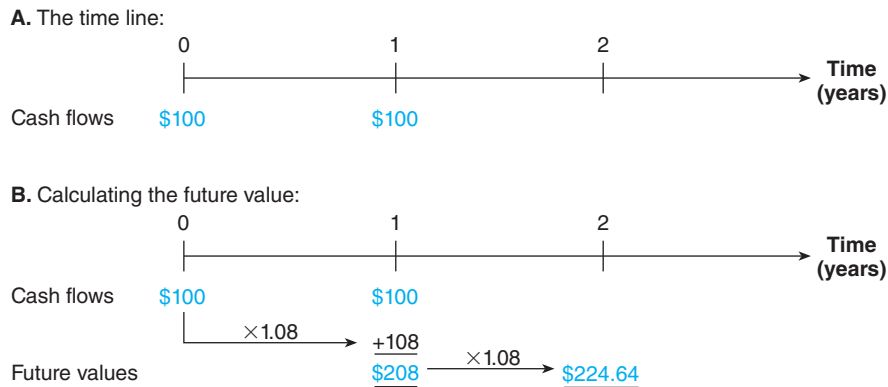 A. The time line:
0 1 2
Time
(years)
Cash flows $100 $100
B. Calculating the future value:
0 1 2
Time
(years)
Cash flows $100 $100
×1.08
+108
×1.08
Future values $208 $224.64